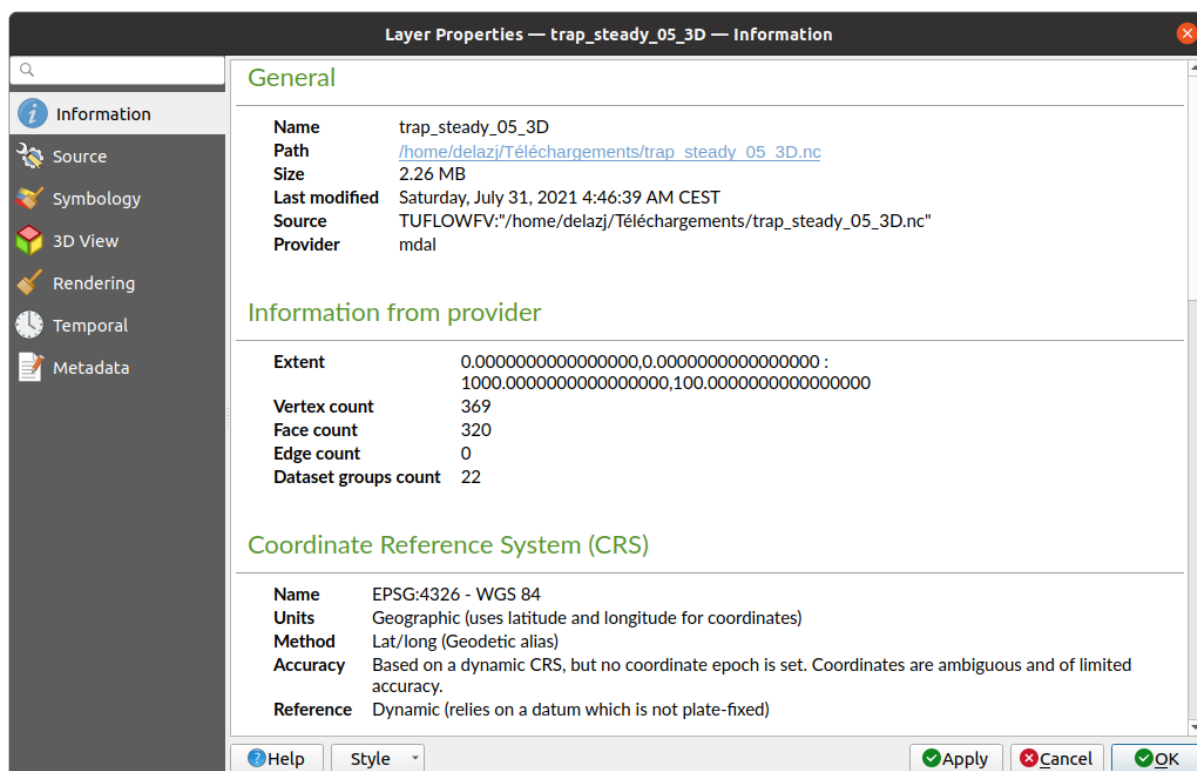 Layer Properties — trap_steady_05_3D — Information
Information
Source
Symbology
3D View
Rendering
Temporal
Metadata
General
Name trap_steady_05_3D
Path /home/delazj/Téléchargements/trap_steady_05_3D.nc
Size 2.26 MB
Last modified Saturday, July 31, 2021 4:46:39 AM CEST
Source TUFLOWFV:"/home/delazj/Téléchargements/trap_steady_05_3D.nc"
Provider mdal
Information from provider
Extent 0.0000000000000000,0.0000000000000000 :
1000.0000000000000000,100.0000000000000000
Vertex count 369
Face count 320
Edge count 0
Dataset groups count 22
Coordinate Reference System (CRS)
Name EPSG:4326 - WGS 84
Units Geographic (uses latitude and longitude for coordinates)
Method Lat/long (Geodetic alias)
Accuracy Based on a dynamic CRS, but no coordinate epoch is set. Coordinates are ambiguous and of limited
accuracy.
Reference Dynamic (relies on a datum which is not plate-fixed)
Help Style Apply Cancel OK